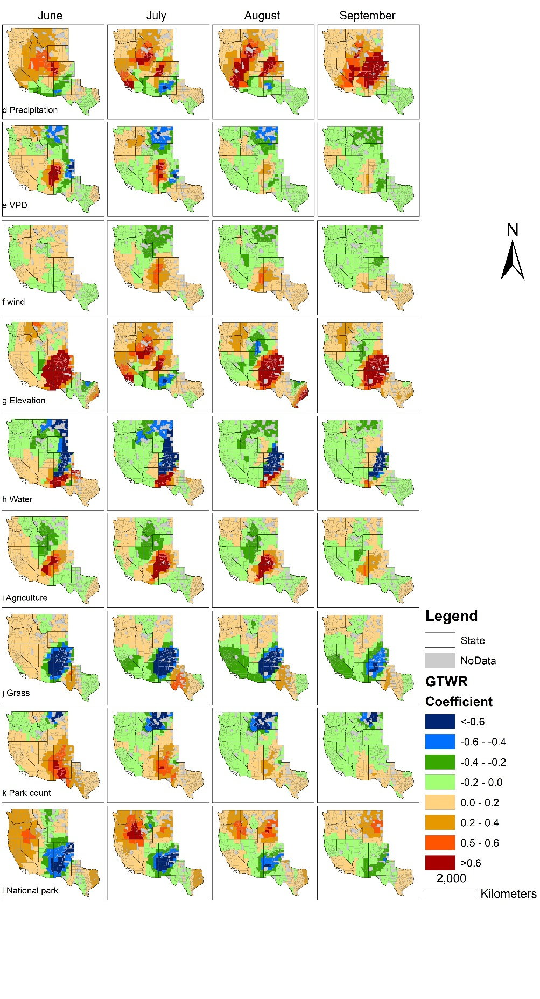 June July August September
d Precipitation
e VPD
N
f wind
g Elevation
h Water
i Agriculture
Legend
State
NoData
GTWR
Coefficient
j Grass
<-0.6
-0.6 - -0.4
-0.4 - -0.2
-0.2 - 0.0
k Park count
0.0 - 0.2
0.2 - 0.4
0.5 - 0.6
>0.6
2,000
Kilometers
l National park